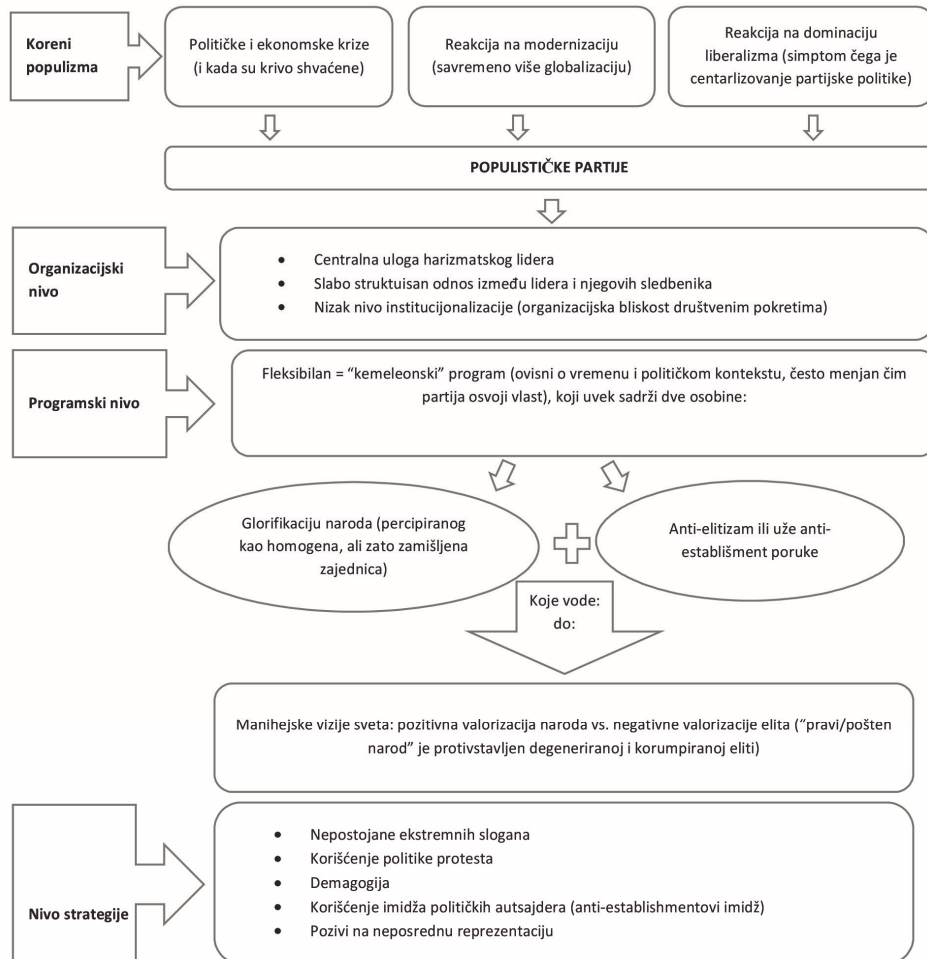 Koreni
populizma
Političke i ekonomske krize
(i kada su krivo shvaćene)
Reakcija na modernizaciju
(savremeno više globalizaciju)
Reakcija na dominaciju
liberalizma (simptom čega je
centarlizovanje partijske politike)
POPULISTIČKE PARTIJE
Organizacijski
nivo
• Centralna uloga harizmatskog lidera
• Slabo struktuisan odnos između lidera i njegovih sledbenika
• Nizak nivo institucijonalizacije (organizacijska bliskost društvenim pokretima)
Programski nivo
Fleksibilan = “kemeleonski” program (ovisni o vremenu i političkom kontekstu, često menjan čim
partija osvoji vlast), koji uvek sadrži dve osobine:
Glorifikaciju naroda (percipiranog
kao homogena, ali zato zamišljena
zajednica)
Anti-elitizam ili uže anti-
establišment poruke
Koje vode:
do:
Manihejske vizije sveta: pozitivna valorizacija naroda vs. negativne valorizacije elita (“pravi/pošten
narod” je protivstavljen degeneriranoj i korumpiranoj eliti)
Nivo strategije
• Nepostojane ekstremnih slogana
• Korišćenje politike protesta
• Demagogija
• Korišćenje imidža političkih autsajdera (anti-establishmentovi imidž)
• Pozivi na neposrednu reprezentaciju